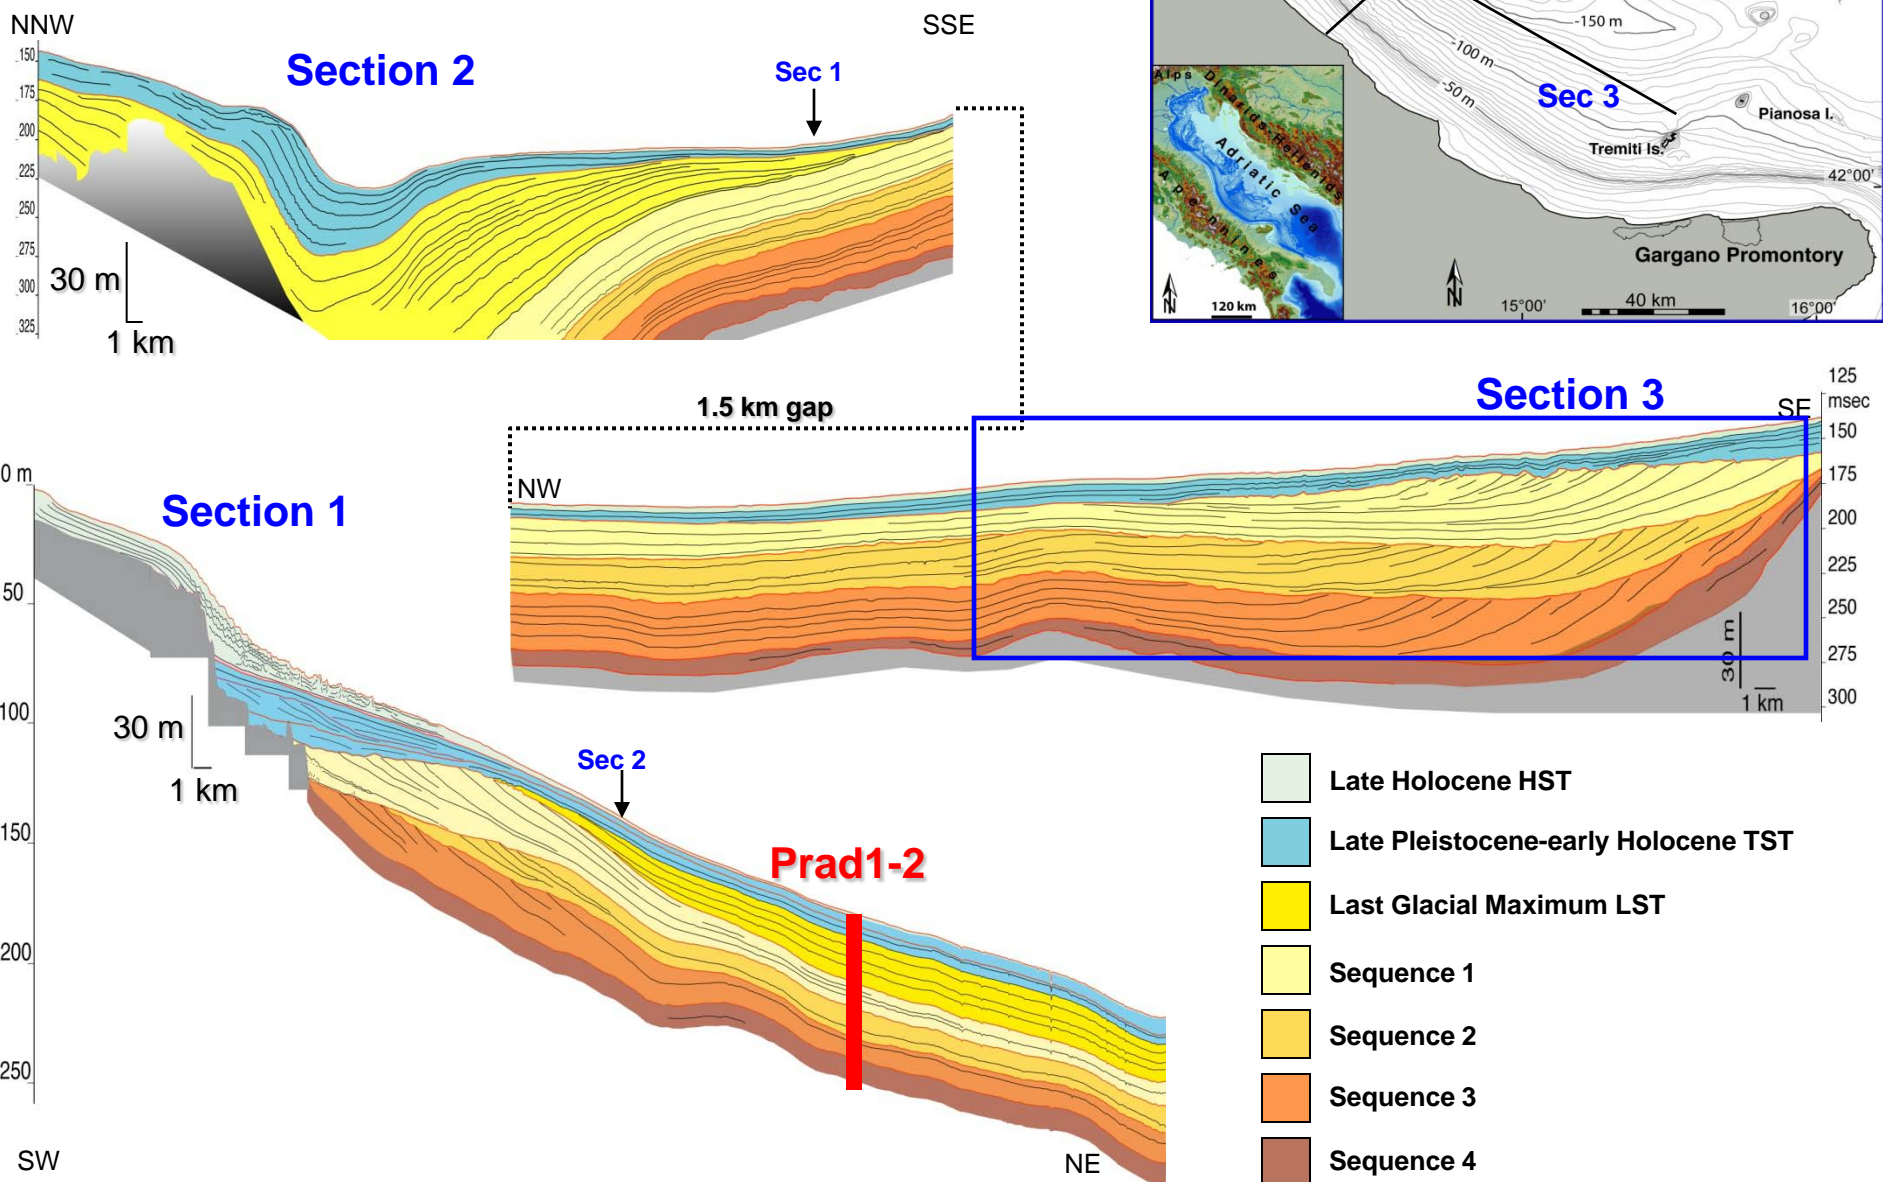 NNW
SSE
Section 2
Sec 1
150
175
200
225
250
275
300
325
30 m
1 km
-150 m
-100 m
-50 m
Sec 3
Pianosa I.
Tremiti Is.
42°00'
Gargano Promontory
N
15°00'
40 km
16°00'
Alps
Dinarids-Hellenids
Adriatic Sea
Apennines
N
120 km
1.5 km gap
Section 3
125
msec
SE
150
175
200
225
250
275
300
NW
30 m
1 km
0 m
Section 1
50
100
150
200
250
30 m
1 km
Sec 2
Prad1-2
SW
NE
Late Holocene HST
Late Pleistocene-early Holocene TST
Last Glacial Maximum LST
Sequence 1
Sequence 2
Sequence 3
Sequence 4